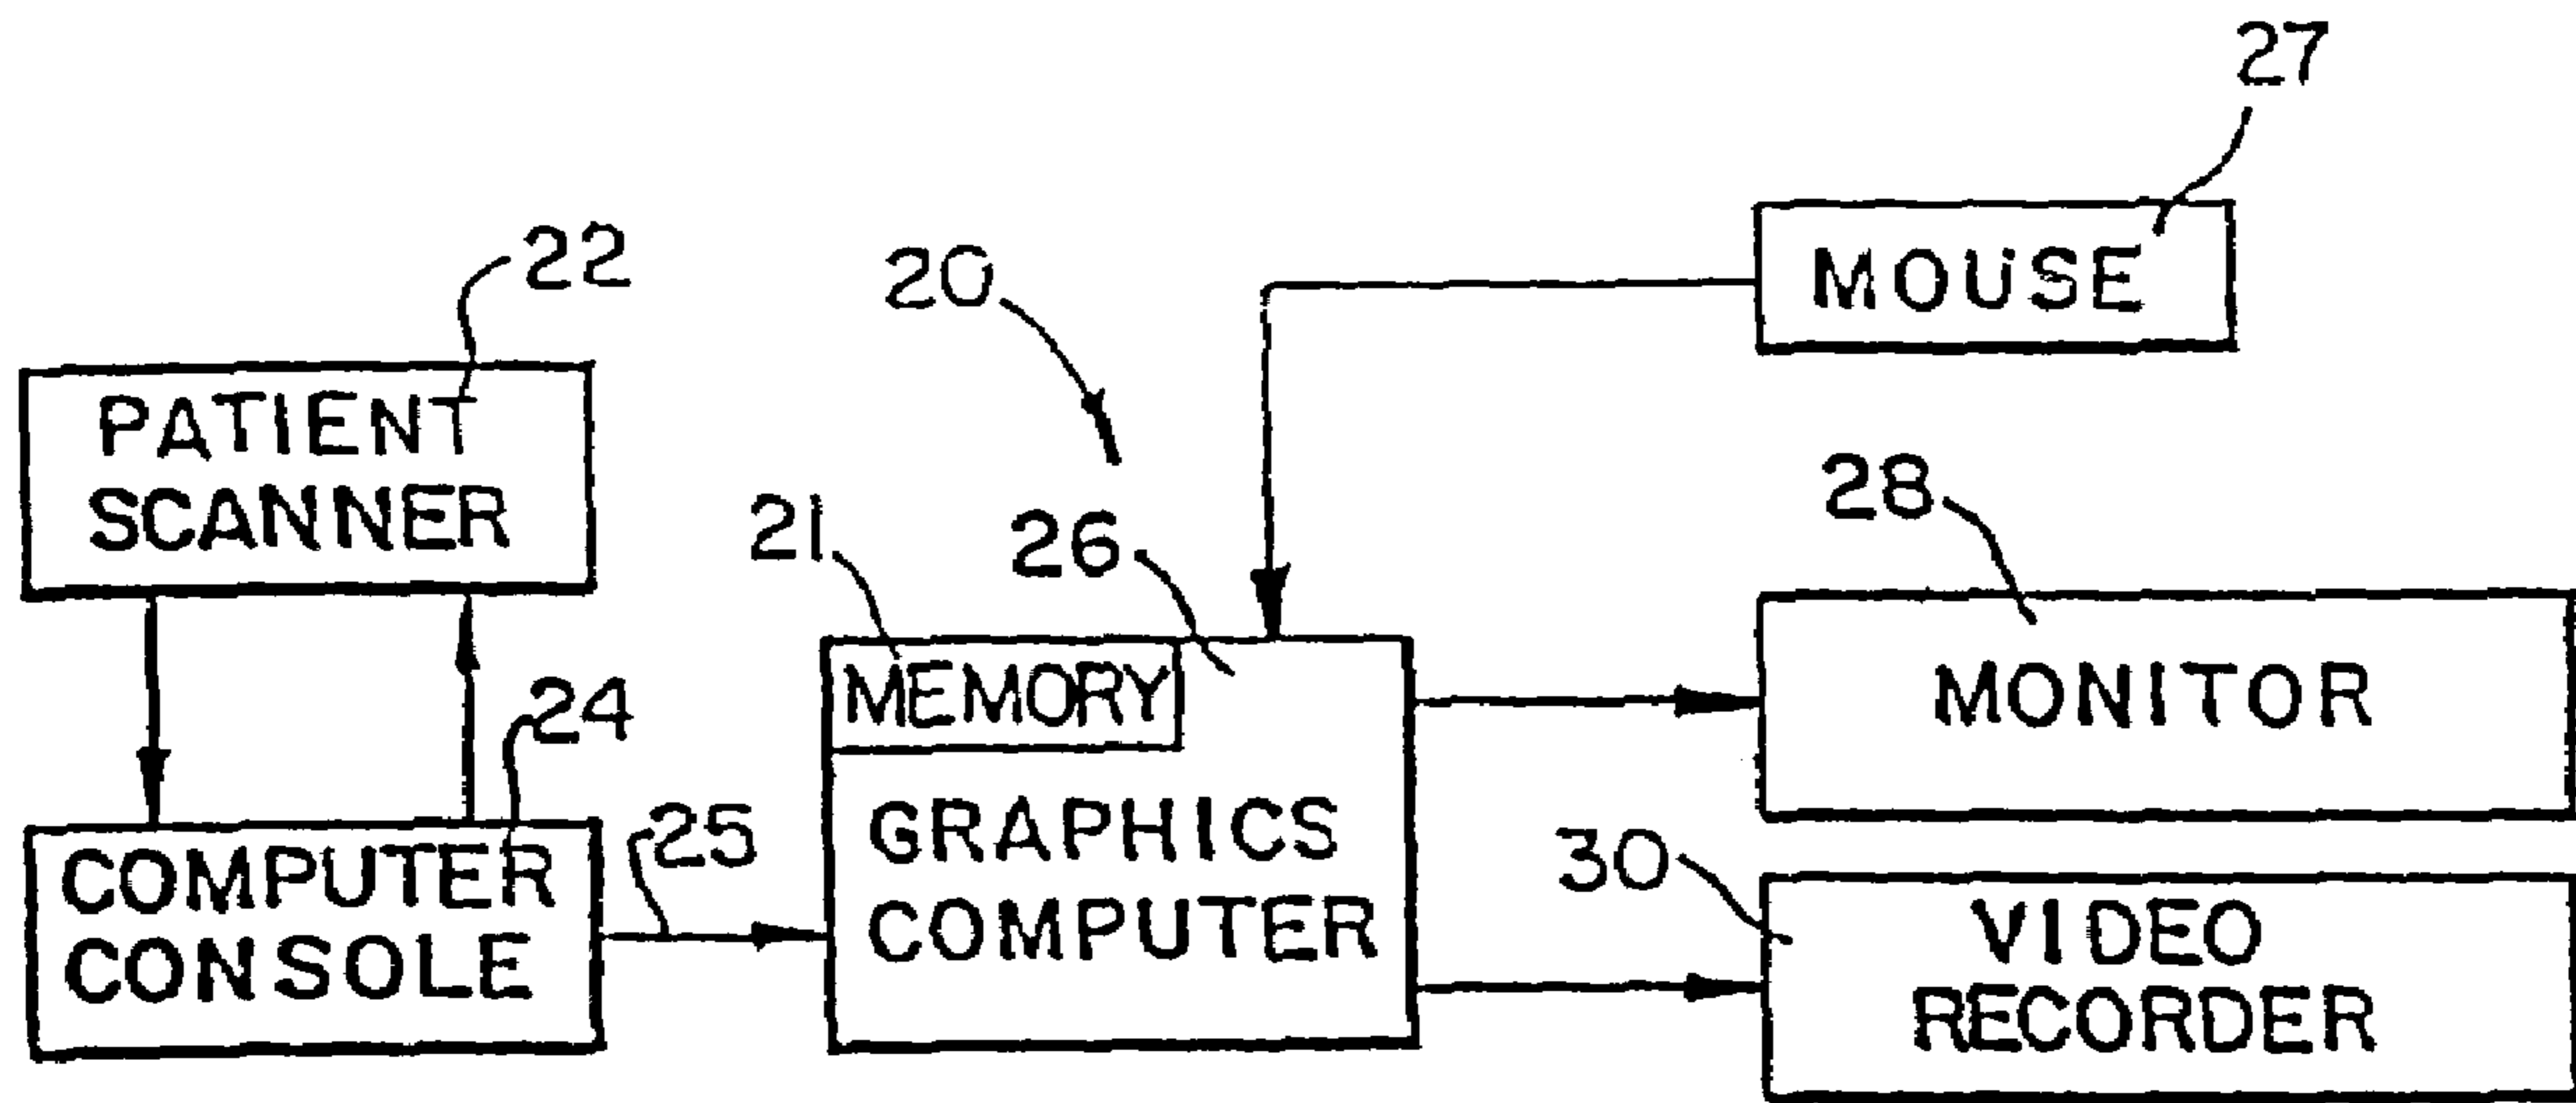 27
MOUSE
22
20
PATIENT
SCANNER
28
21
26
MEMORY
MONITOR
24
COMPUTER
CONSOLE
25
GRAPHICS
COMPUTER
30
VIDEO
RECORDER